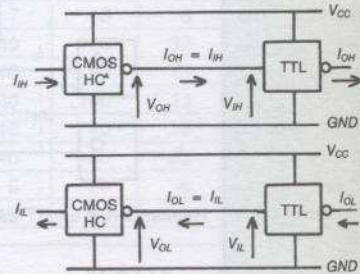 V_CC
I_IH
CMOS
HC*
I_OH = I_IH
TTL
I_OH
V_OH
V_IH
GND
V_CC
I_IL
CMOS
HC
I_OL = I_IL
TTL
I_OL
V_OL
V_IL
GND